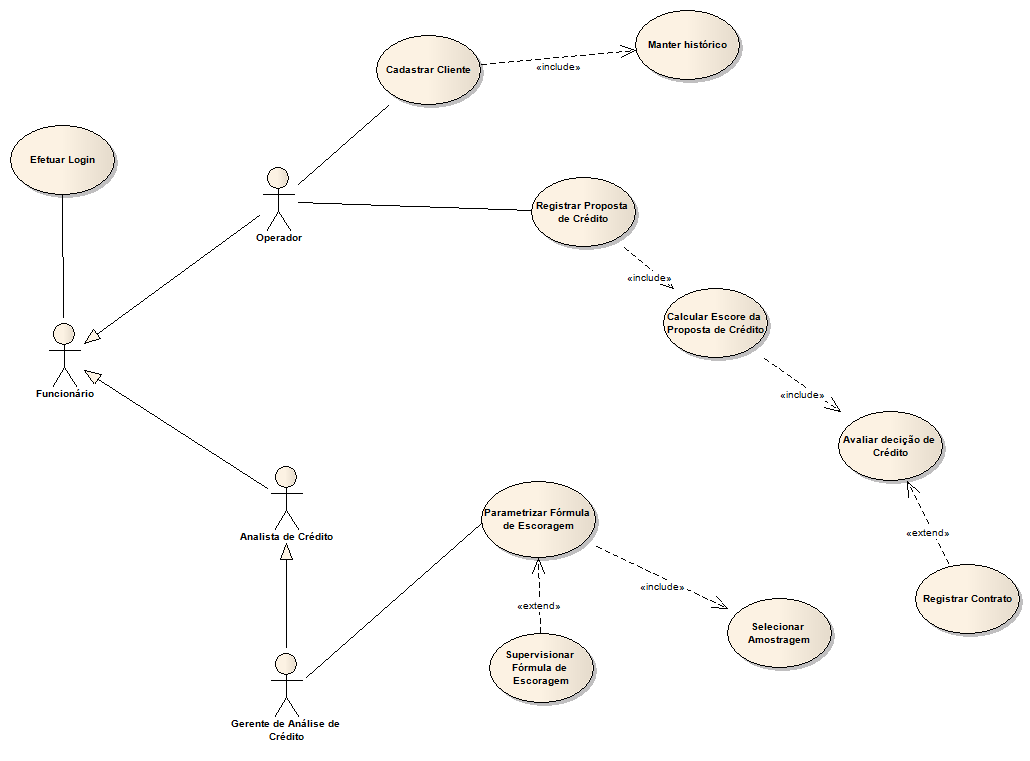 Manter histórico
Cadastrar Cliente
«include»
Efetuar Login
Registrar Proposta
de Crédito
Operador
«include»
Calcular Escore da
Proposta de Crédito
Funcionário
«include»
Avaliar decição de
Crédito
Parametrizar Fórmula
de Escoragem
Analista de Crédito
«extend»
«include»
Registrar Contrato
«extend»
Selecionar
Amostragem
Supervisionar
Fórmula de
Escoragem
Gerente de Análise de
Crédito